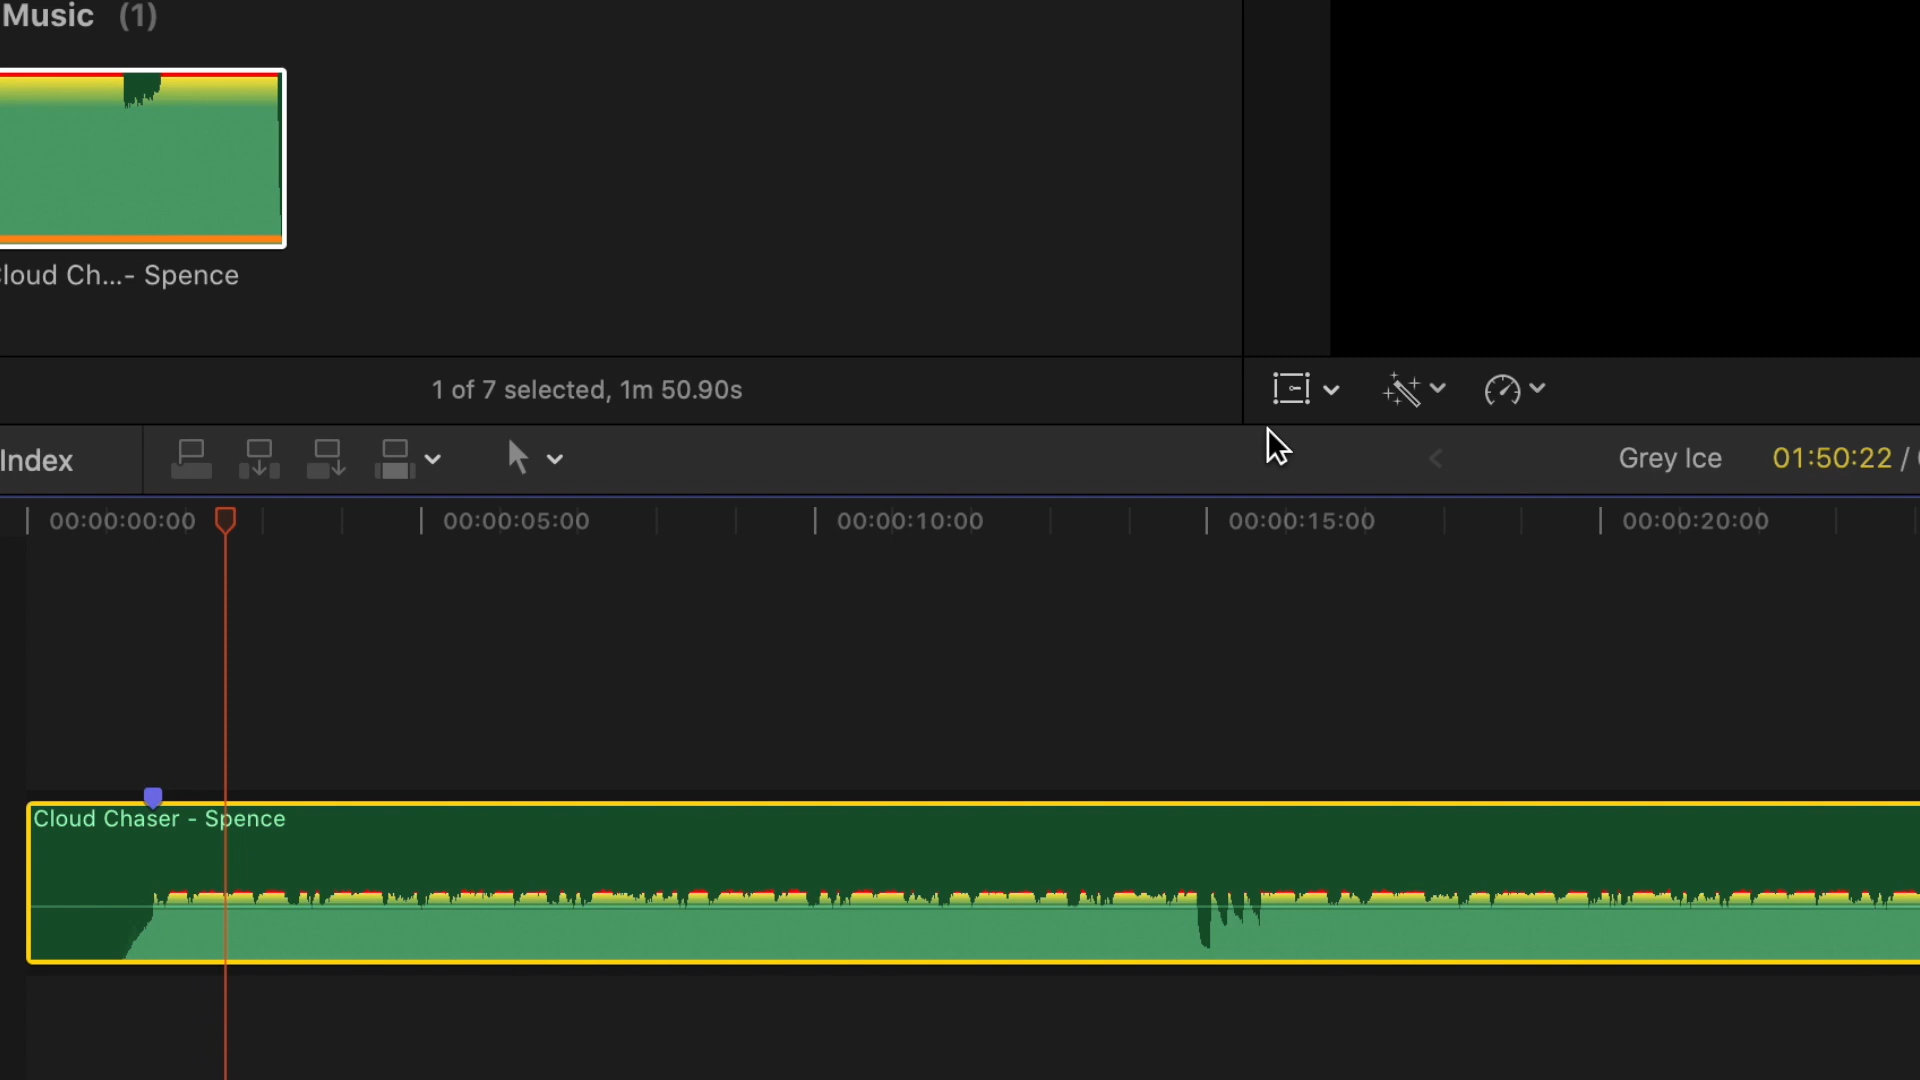 Music (1)
Cloud Ch...- Spence
1 of 7 selected, 1m 50.90s
Index
Grey Ice 01:50:22 /
00:00:00:00 00:00:05:00 00:00:10:00 00:00:15:00 00:00:20:00
Cloud Chaser - Spence